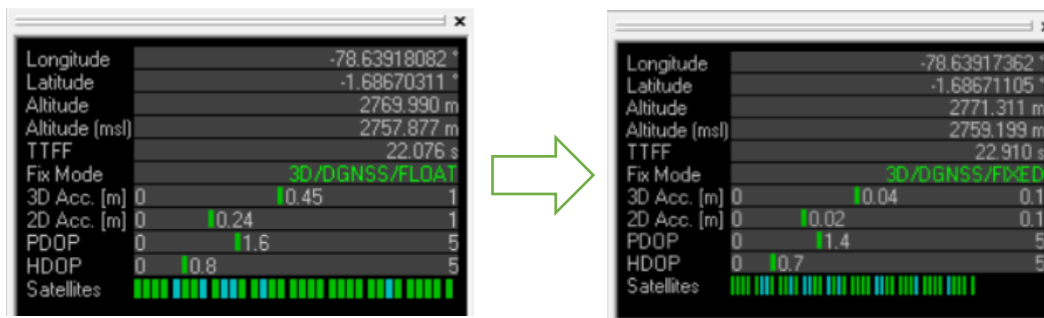 Longitude -78.63918082 °
Latitude -1.68670311 °
Altitude 2769.990 m
Altitude (msl) 2757.877 m
TTFF 22.076 s
Fix Mode 3D/DGNSS/FLOAT
3D Acc. [m] 0 0.45 1
2D Acc. [m] 0 0.24 1
PDOP 0 1.6 5
HDOP 0 0.8 5
Satellites
Longitude -78.63917362 °
Latitude -1.68671105 °
Altitude 2771.311 m
Altitude (msl) 2759.199 m
TTFF 22.910 s
Fix Mode 3D/DGNSS/FIXED
3D Acc. [m] 0 0.04 0.1
2D Acc. [m] 0 0.02 0.1
PDOP 0 1.4 5
HDOP 0 0.7 5
Satellites